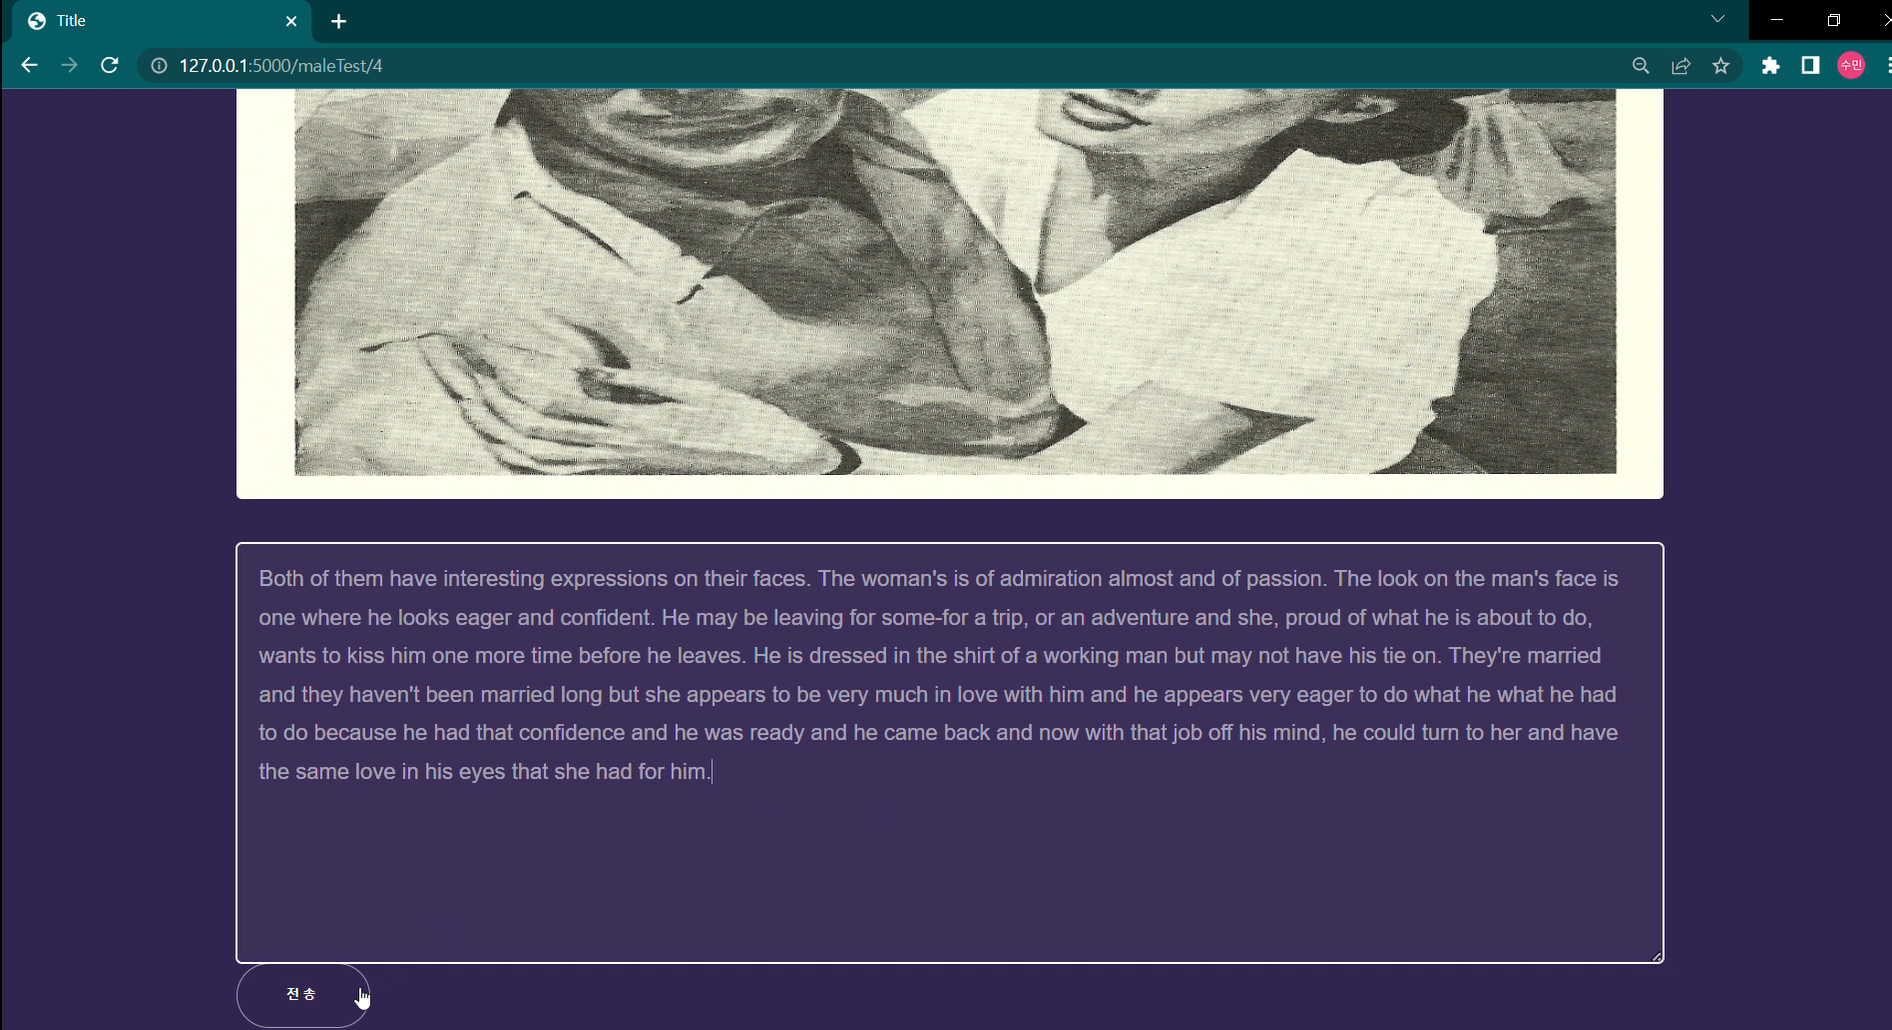 Title
127.0.0.1:5000/maleTest/4
수민
Both of them have interesting expressions on their faces. The woman's is of admiration almost and of passion. The look on the man's face is
one where he looks eager and confident. He may be leaving for some-for a trip, or an adventure and she, proud of what he is about to do,
wants to kiss him one more time before he leaves. He is dressed in the shirt of a working man but may not have his tie on. They're married
and they haven't been married long but she appears to be very much in love with him and he appears very eager to do what he what he had
to do because he had that confidence and he was ready and he came back and now with that job off his mind, he could turn to her and have
the same love in his eyes that she had for him.
전송